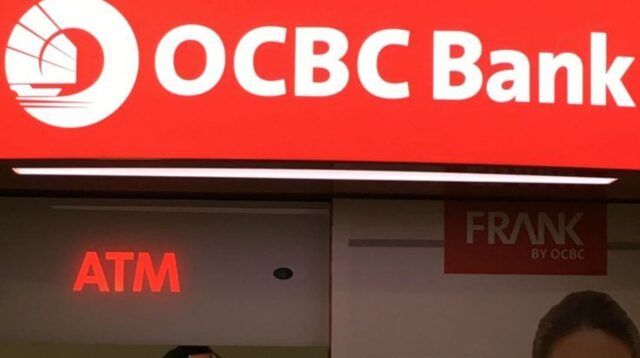 OCBC Bank
ATM
FRANK
BY OCBC